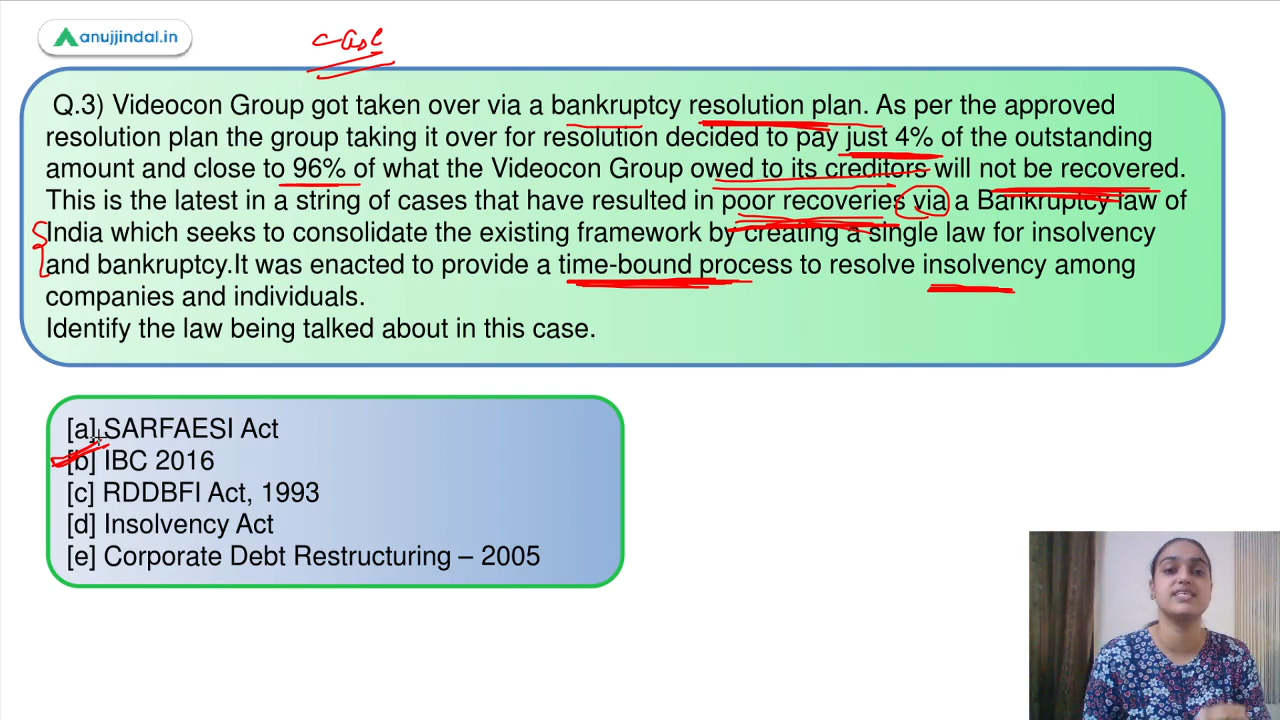 anujjindal.in
case
Q.3) Videocon Group got taken over via a bankruptcy resolution plan. As per the approved
resolution plan the group taking it over for resolution decided to pay just 4% of the outstanding
amount and close to 96% of what the Videocon Group owed to its creditors will not be recovered.
This is the latest in a string of cases that have resulted in poor recoveries via a Bankruptcy law of
India which seeks to consolidate the existing framework by creating a single law for insolvency
and bankruptcy.It was enacted to provide a time-bound process to resolve insolvency among
companies and individuals.
Identify the law being talked about in this case.
[a] SARFAESI Act
[b] IBC 2016
[c] RDDBFI Act, 1993
[d] Insolvency Act
[e] Corporate Debt Restructuring – 2005